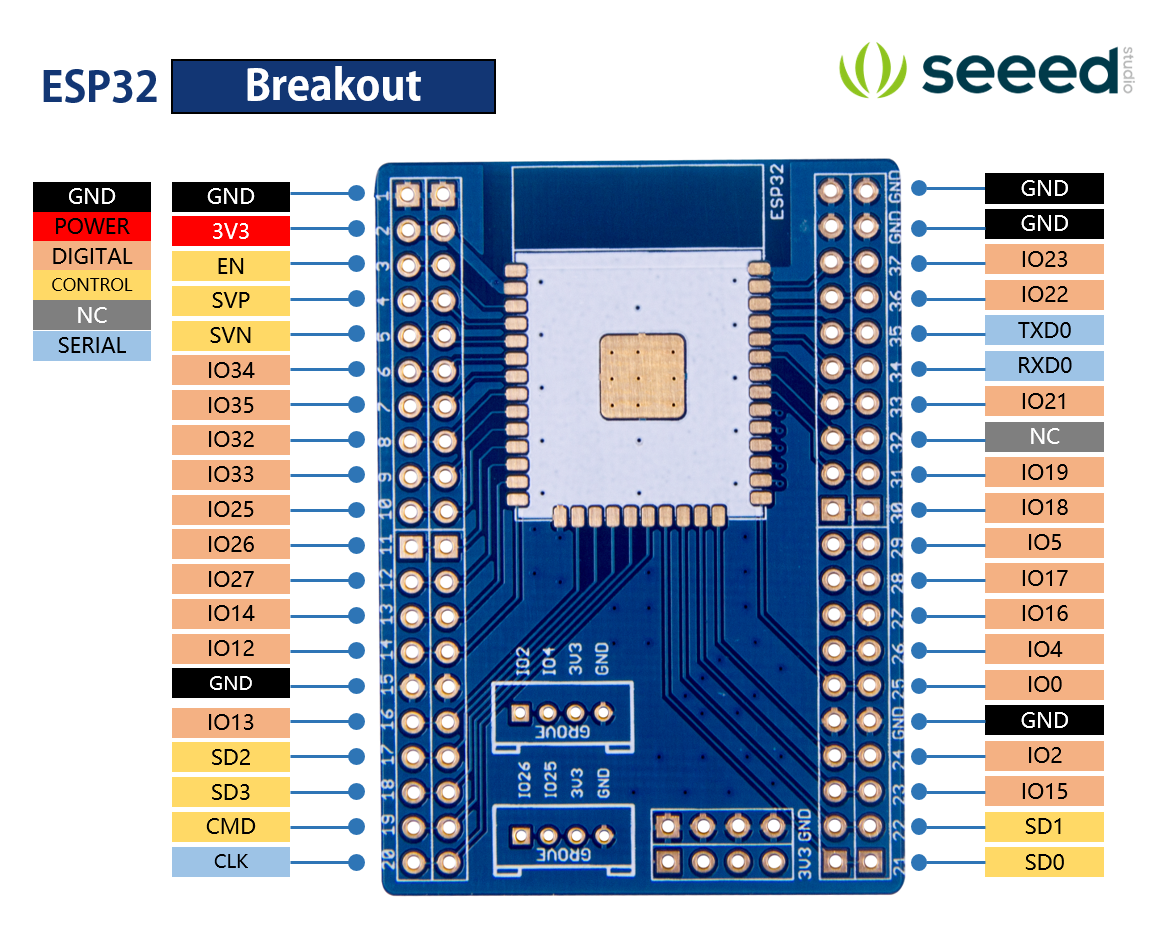 ESP32 Breakout
seeed studio
GND
POWER
DIGITAL
CONTROL
NC
SERIAL
GND
3V3
EN
SVP
SVN
IO34
IO35
IO32
IO33
IO25
IO26
IO27
IO14
IO12
GND
IO13
SD2
SD3
CMD
CLK
1
2
3
4
5
6
7
8
9
10
11
12
13
14
15
16
17
18
19
20
ESP32
IO2 IO4 3V3 GND
GROVE
IO26 IO25 3V3 GND
GROVE
GND
3V3
GND
GND
37
36
35
34
33
32
31
30
29
28
27
26
25
GND
24
23
22
21
GND
GND
IO23
IO22
TXD0
RXD0
IO21
NC
IO19
IO18
IO5
IO17
IO16
IO4
IO0
GND
IO2
IO15
SD1
SD0